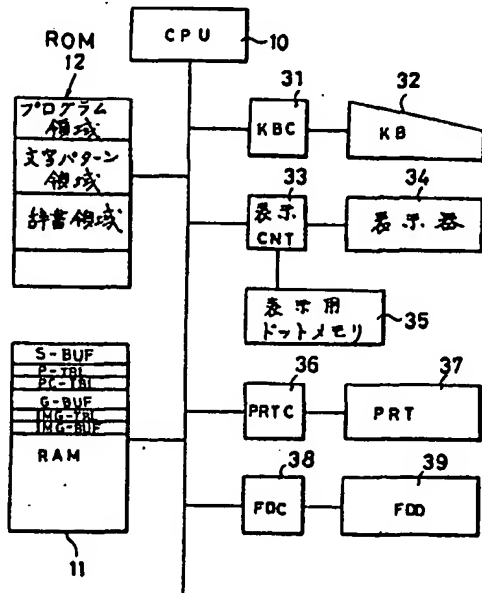 CPU
10
ROM
12
プログラム
領域
文字パターン
領域
辞書領域
31
KBC
32
KB
33
表示
CNT
34
表示器
表示用
ドットメモリ
35
S-BUF
P-TBL
PC-TBL
G-BUF
IMG-TBL
IMG-BUF
RAM
11
36
PRTC
37
PRT
38
FDC
39
FDD